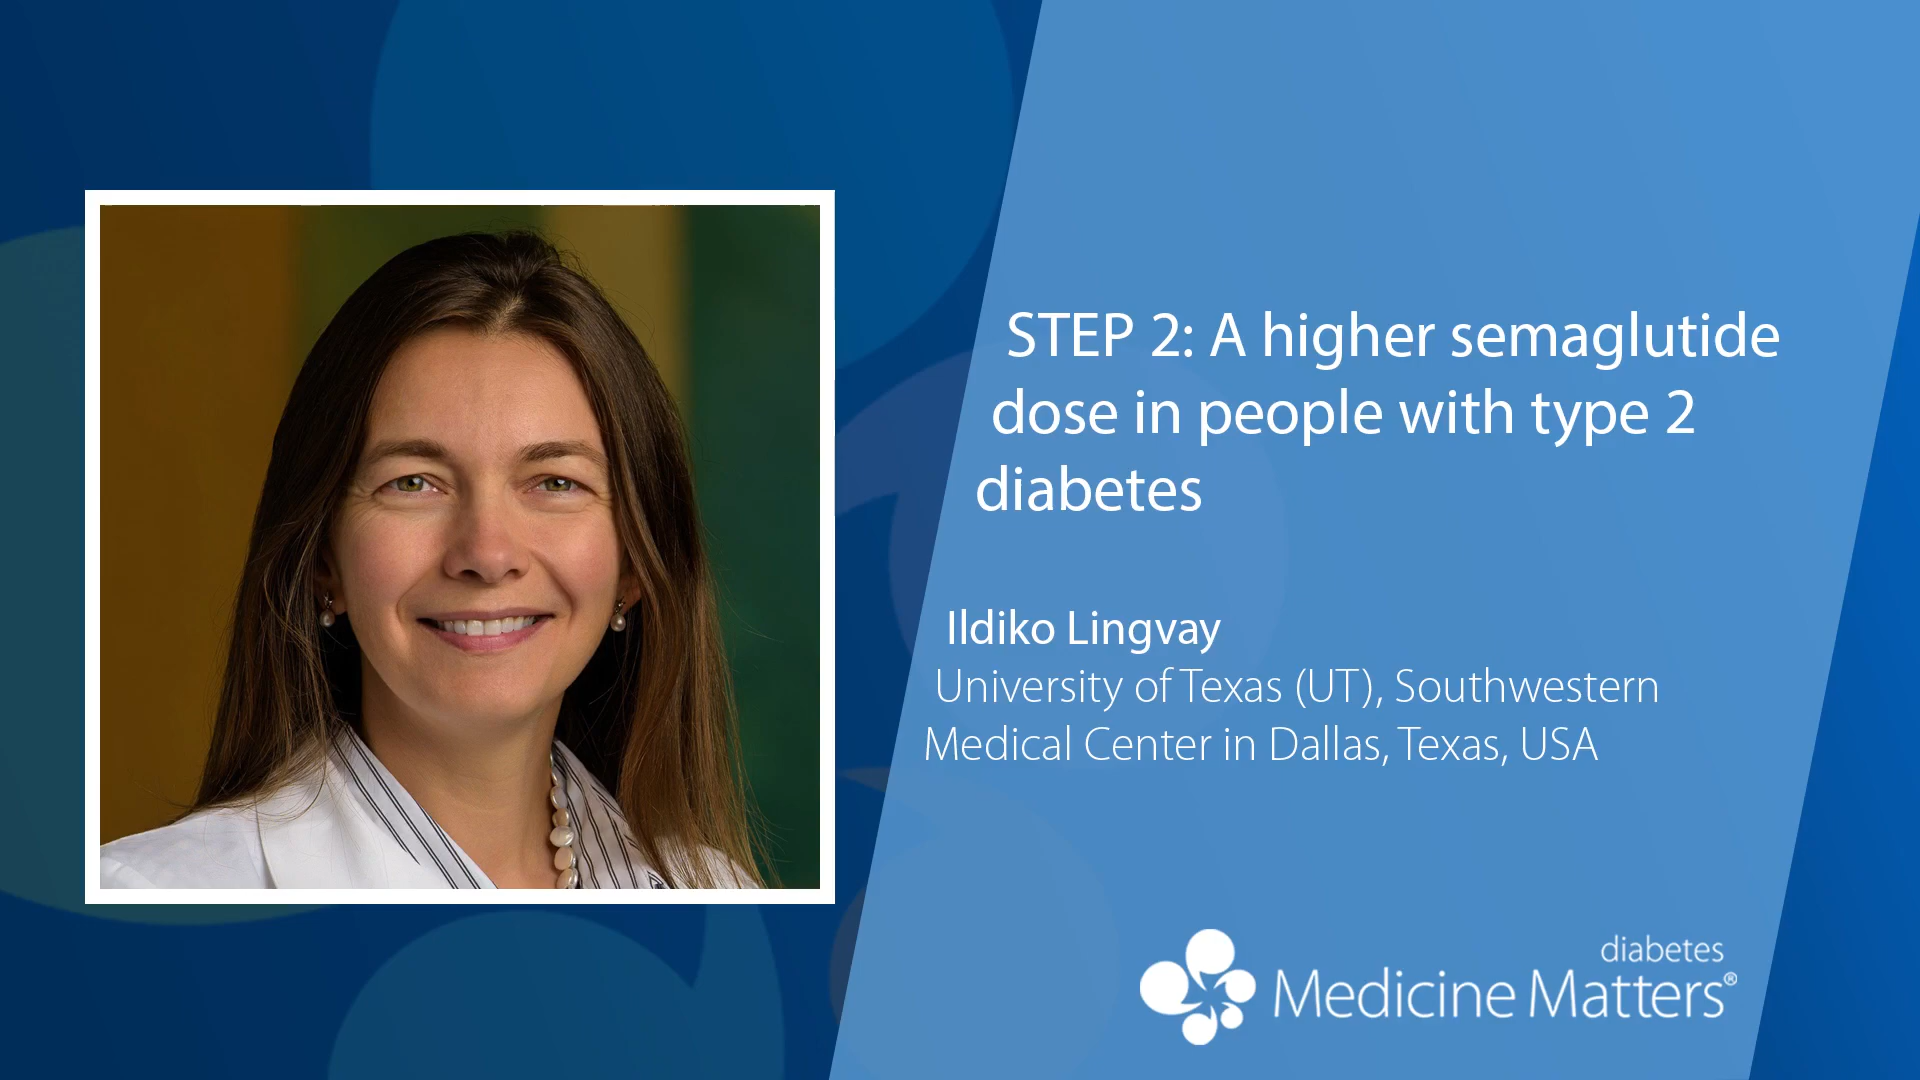 STEP 2: A higher semaglutide
dose in people with type 2
diabetes
Ildiko Lingvay
University of Texas (UT), Southwestern
Medical Center in Dallas, Texas, USA
diabetes
Medicine Matters®